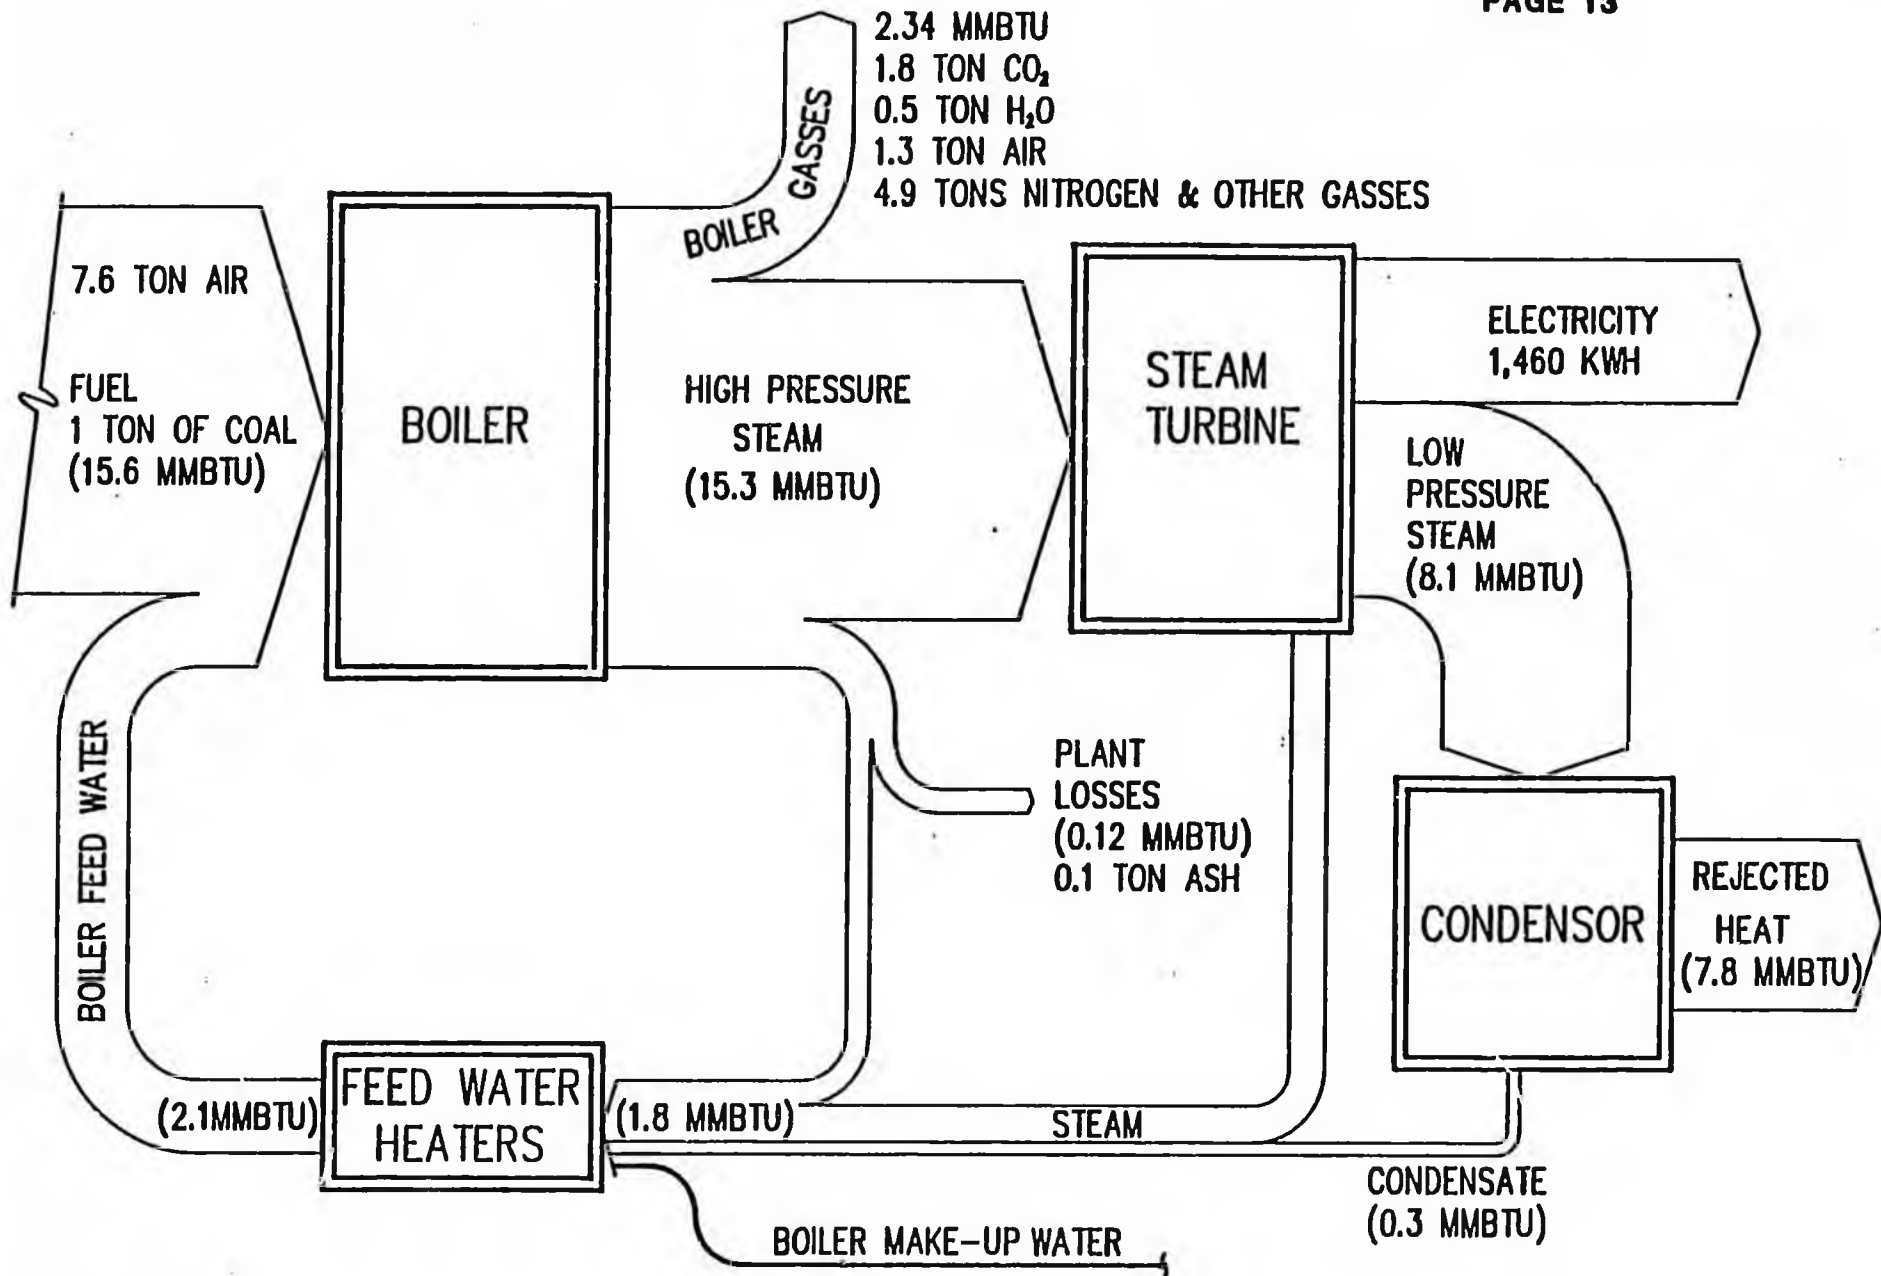 PAGE 13
2.34 MMBTU
1.8 TON CO₂
0.5 TON H₂O
1.3 TON AIR
4.9 TONS NITROGEN & OTHER GASSES
BOILER GASSES
7.6 TON AIR
FUEL
1 TON OF COAL
(15.6 MMBTU)
BOILER
HIGH PRESSURE
STEAM
(15.3 MMBTU)
STEAM
TURBINE
ELECTRICITY
1,460 KWH
LOW
PRESSURE
STEAM
(8.1 MMBTU)
BOILER FEED WATER
PLANT
LOSSES
(0.12 MMBTU)
0.1 TON ASH
CONDENSOR
REJECTED
HEAT
(7.8 MMBTU)
(2.1MMBTU)
FEED WATER
HEATERS
(1.8 MMBTU)
STEAM
CONDENSATE
(0.3 MMBTU)
BOILER MAKE-UP WATER